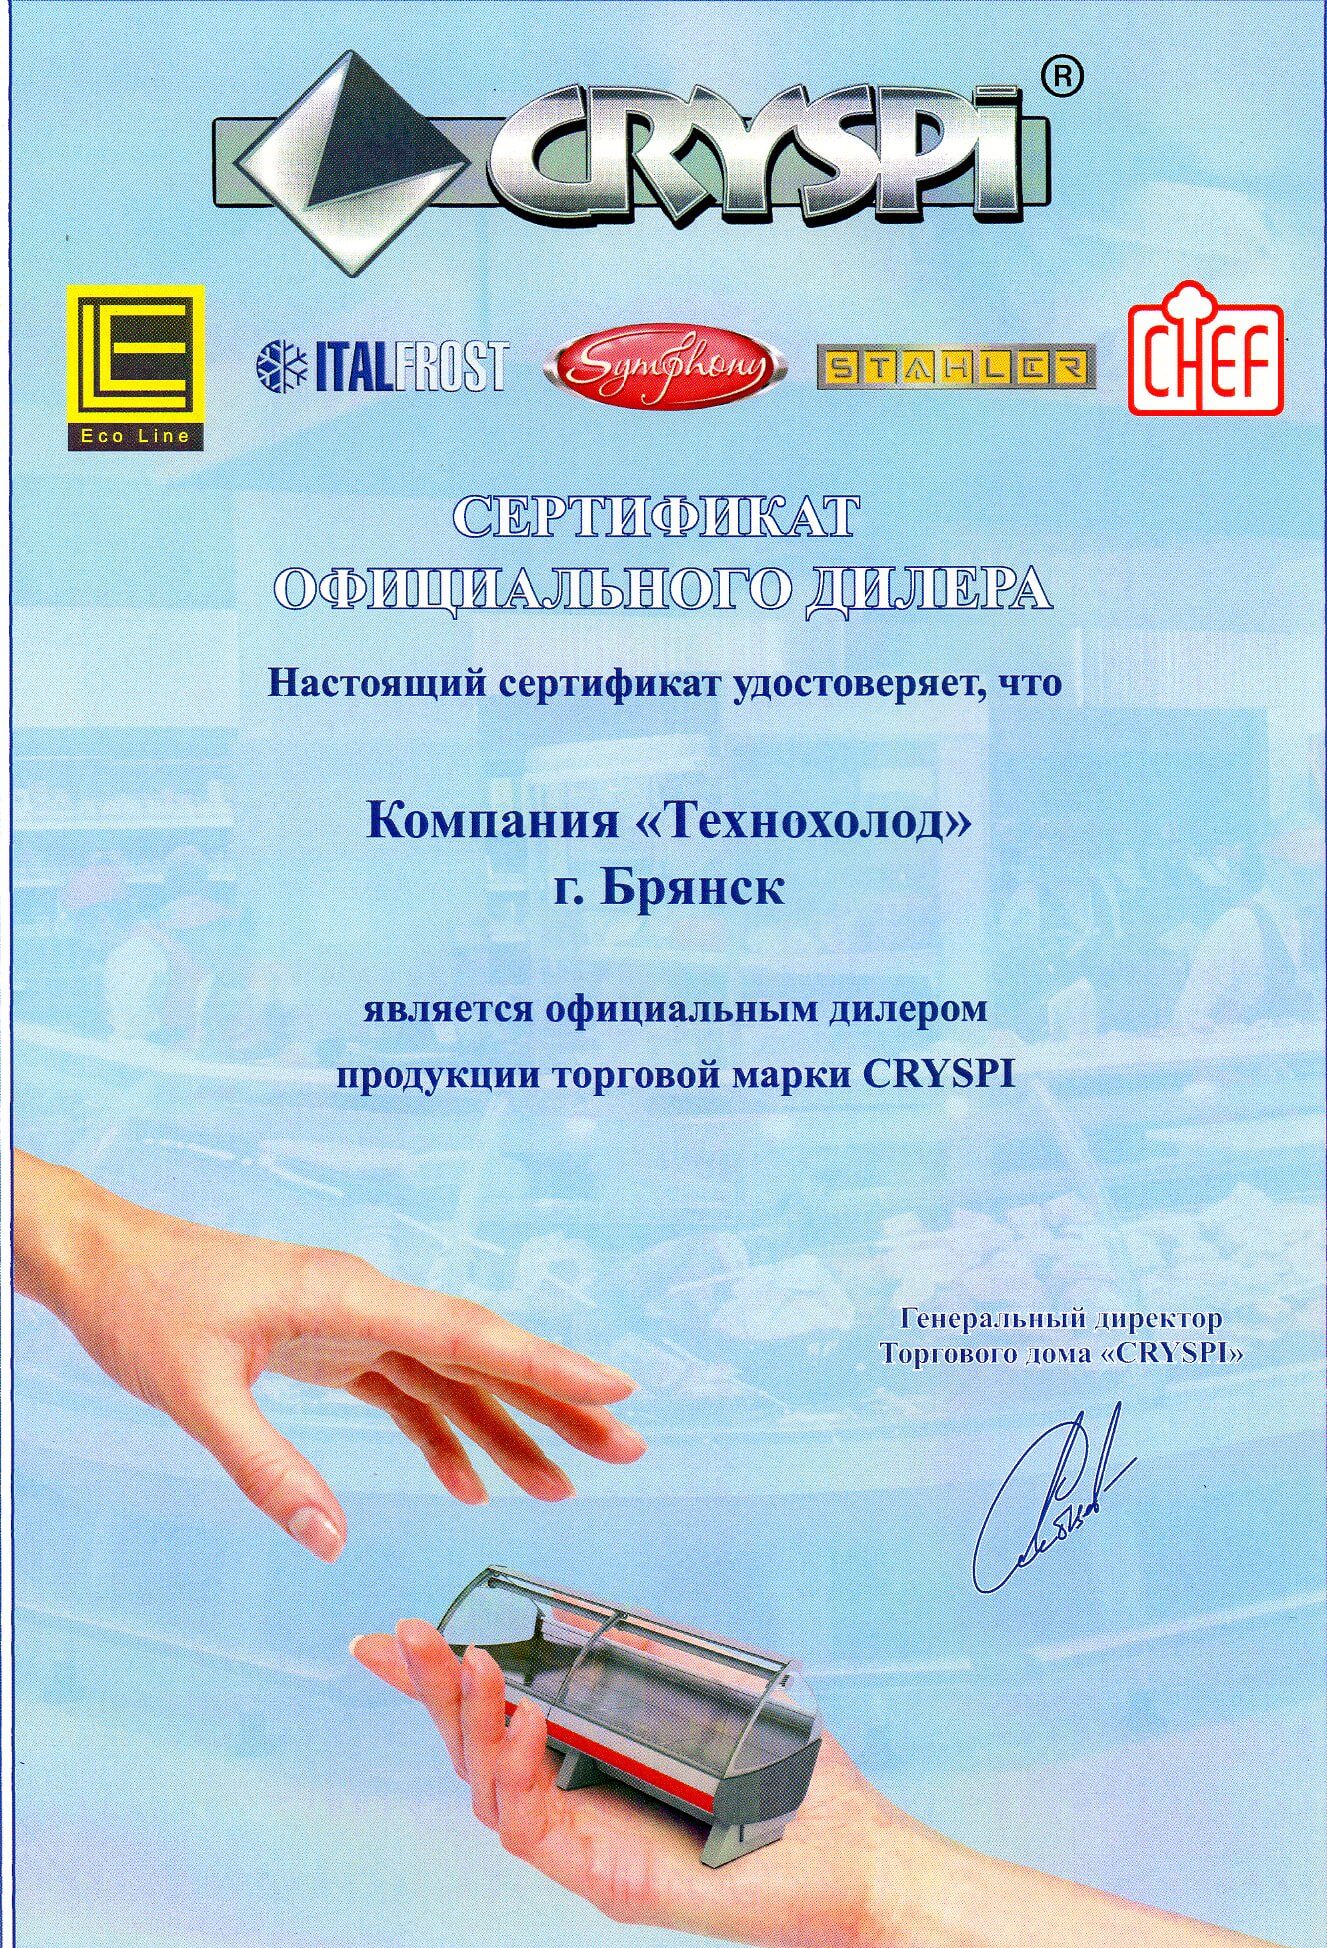 CRYSPI ®
Eco Line
ITALFROST
Symphony
STAHLER
CHEF
СЕРТИФИКАТ
ОФИЦИАЛЬНОГО ДИЛЕРА
Настоящий сертификат удостоверяет, что
Компания «Технохолод»
г. Брянск
является официальным дилером
продукции торговой марки CRYSPI
Генеральный директор
Торгового дома «CRYSPI»